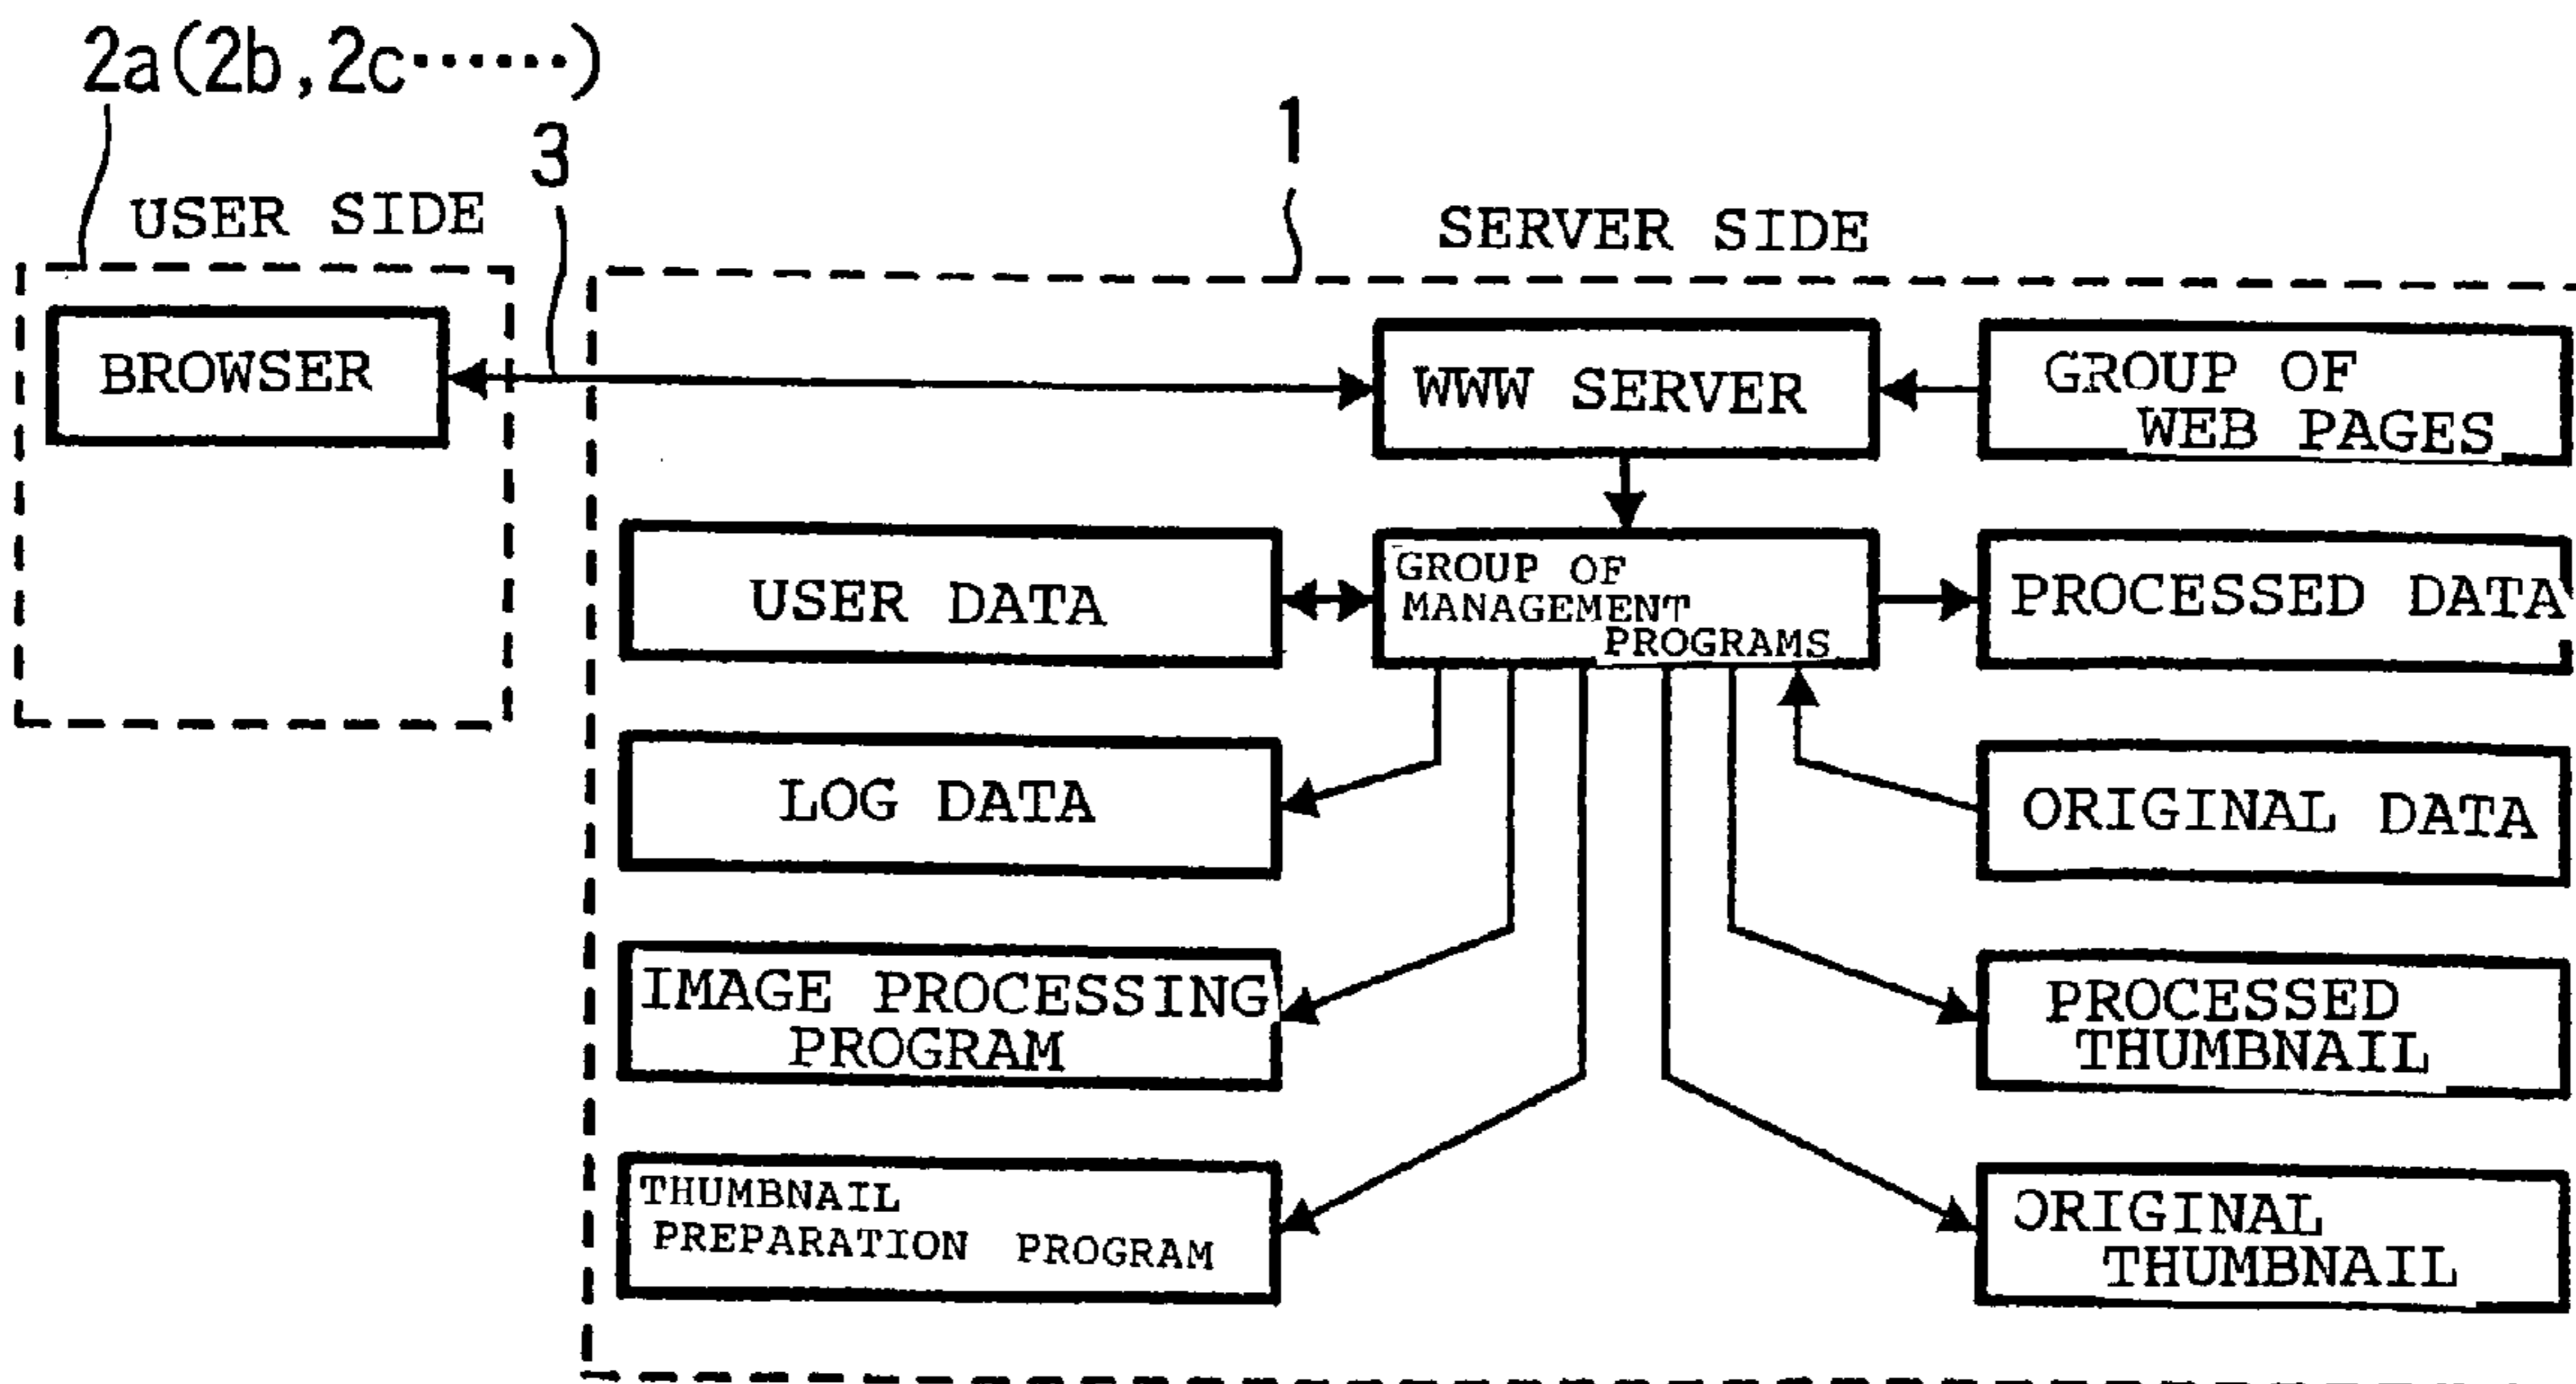 2a(2b,2c……)
3
1
USER SIDE
SERVER SIDE
BROWSER
WWW SERVER
GROUP OF
WEB PAGES
USER DATA
GROUP OF
MANAGEMENT
PROGRAMS
PROCESSED DATA
LOG DATA
ORIGINAL DATA
IMAGE PROCESSING
PROGRAM
PROCESSED
THUMBNAIL
THUMBNAIL
PREPARATION PROGRAM
ORIGINAL
THUMBNAIL